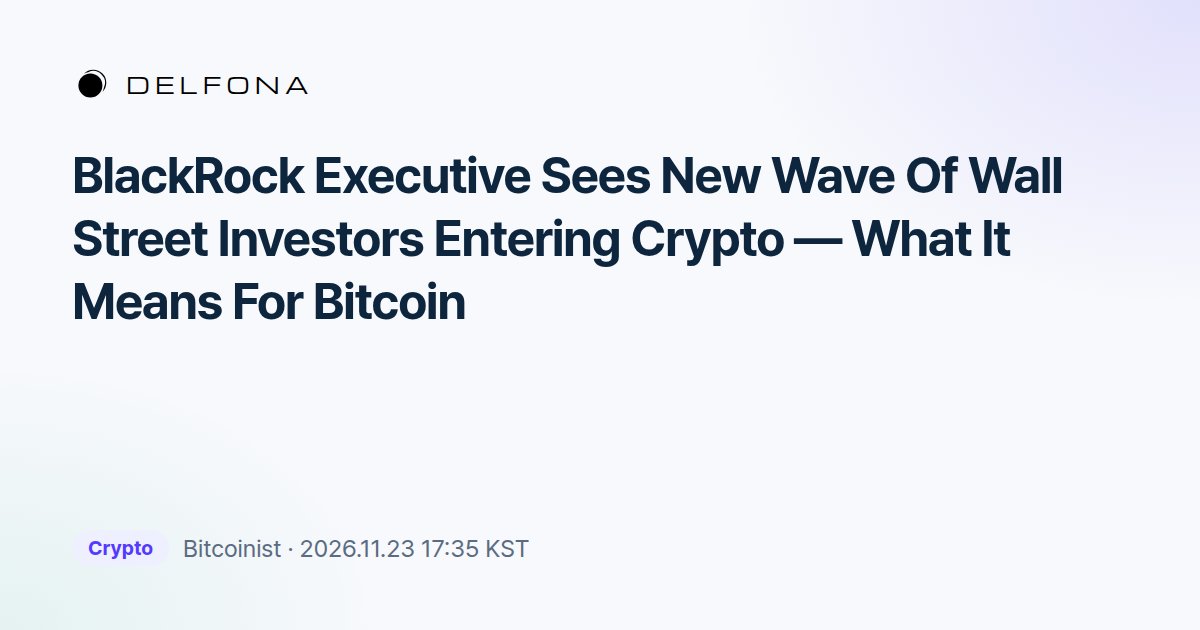 DELFONA
BlackRock Executive Sees New Wave Of Wall
Street Investors Entering Crypto — What It
Means For Bitcoin
Crypto Bitcoinist · 2026.11.23 17:35 KST